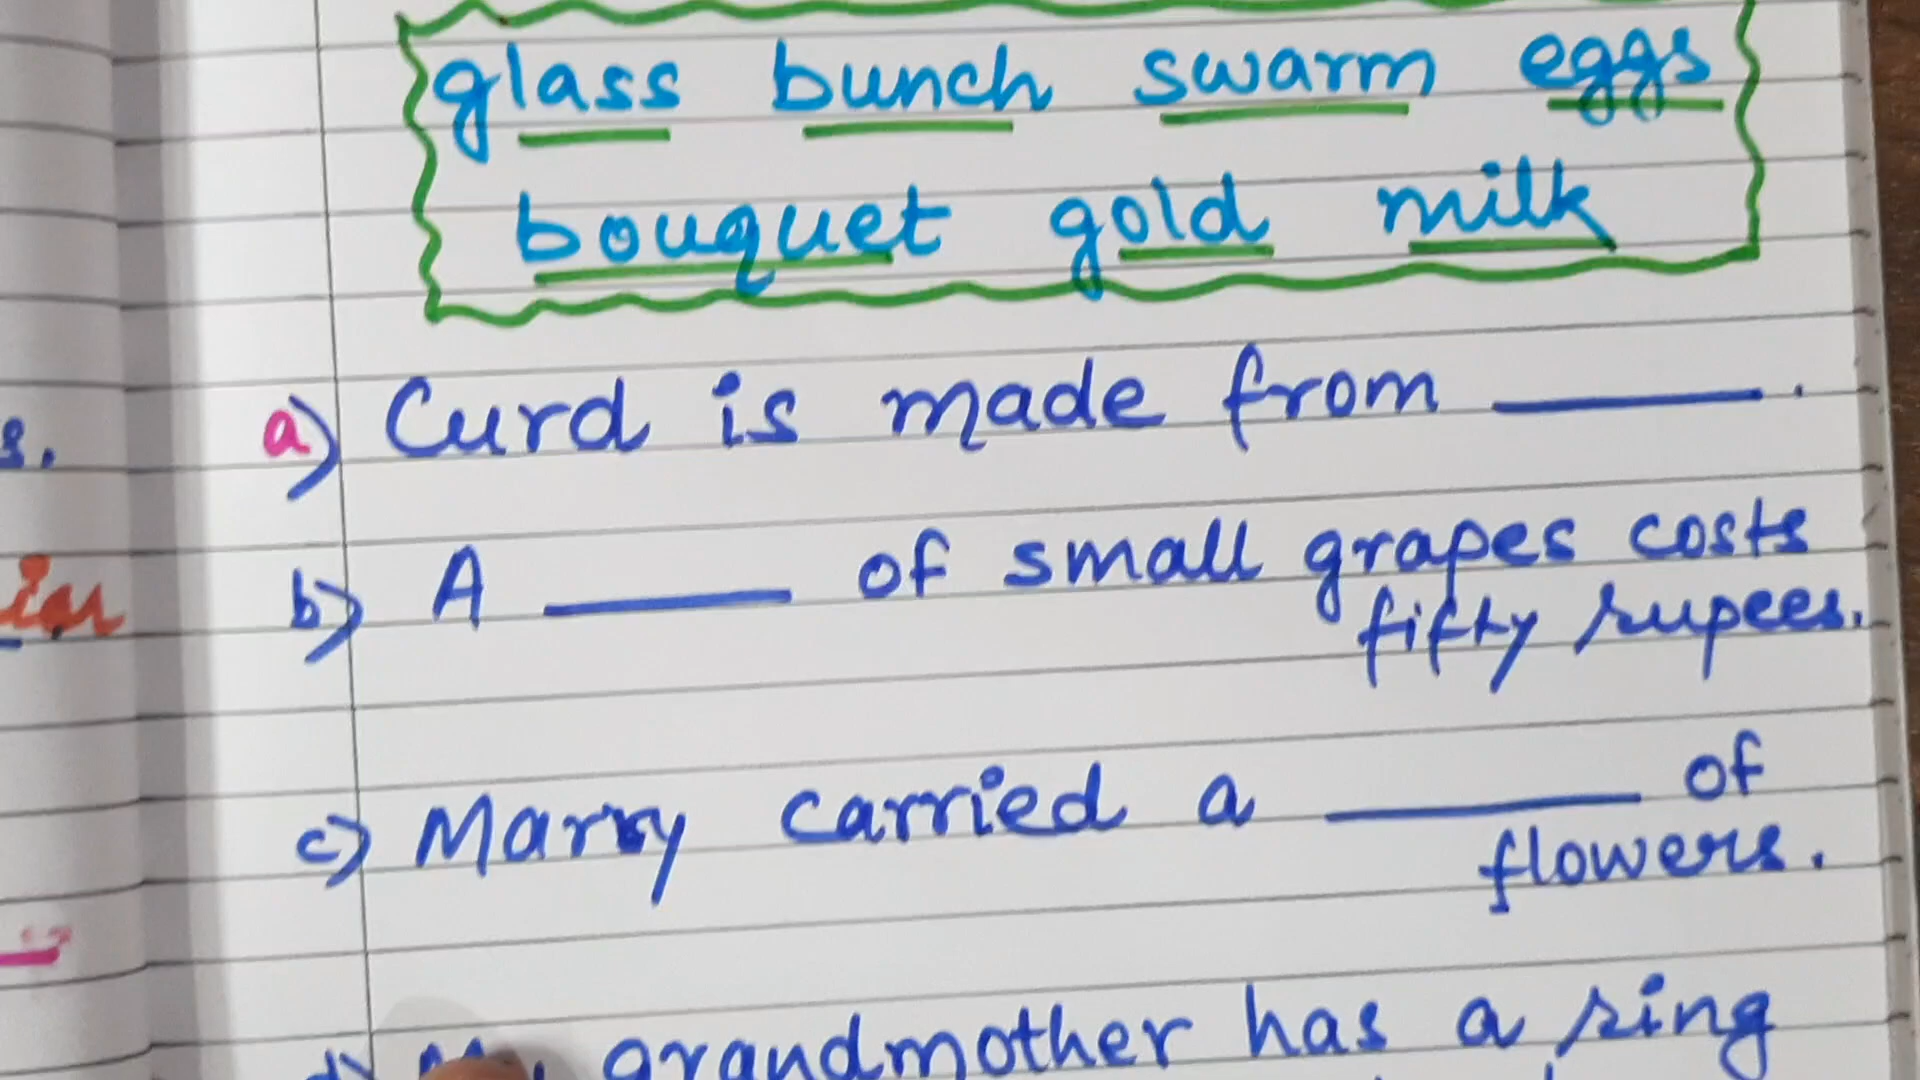 glass bunch swarm eggs
bouquet gold milk
a) Curd is made from ______.
b) A ______ of small grapes costs
fifty rupees.
c) Marry carried a ______ of
flowers.
d) My grandmother has a ring